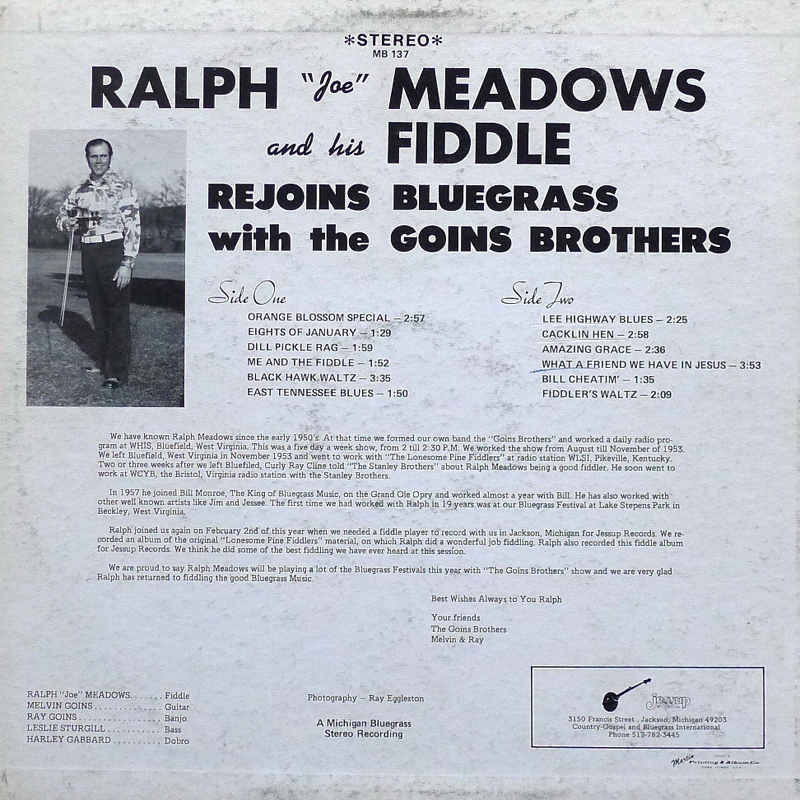 *STEREO*
MB 137
RALPH "Joe" MEADOWS
and his FIDDLE
REJOINS BLUEGRASS
with the GOINS BROTHERS
Side One
ORANGE BLOSSOM SPECIAL – 2:57
EIGHTS OF JANUARY – 1:29
DILL PICKLE RAG – 1:59
ME AND THE FIDDLE – 1:52
BLACK HAWK WALTZ – 3:35
EAST TENNESSEE BLUES – 1:50
Side Two
LEE HIGHWAY BLUES – 2:25
CACKLIN HEN – 2:58
AMAZING GRACE – 2:36
WHAT A FRIEND WE HAVE IN JESUS – 3:53
BILL CHEATIM' – 1:35
FIDDLER'S WALTZ – 2:09
We have known Ralph Meadows since the early 1950's. At that time we formed our own band the "Goins Brothers" and worked a daily radio pro-
gram at WHIS, Bluefield, West Virginia. This was a five day a week show, from 2 till 2:30 P.M. We worked the show from August till November of 1953.
We left Bluefield, West Virginia in November 1953 and went to work with "The Lonesome Pine Fiddlers" at radio station WLSI, Pikeville, Kentucky.
Two or three weeks after we left Bluefiled, Curly Ray Cline told "The Stanley Brothers" about Ralph Meadows being a good fiddler. He soon went to
work at WCYB, the Bristol, Virginia radio station with the Stanley Brothers.
In 1957 he joined Bill Monroe, The King of Bluegrass Music, on the Grand Ole Opry and worked almost a year with Bill. He has also worked with
other well known artists like Jim and Jessee. The first time we had worked with Ralph in 19 years was at our Bluegrass Festival at Lake Stepens Park in
Beckley, West Virginia.
Ralph joined us again on February 2nd of this year when we needed a fiddle player to record with us in Jackson, Michigan for Jessup Records. We re-
corded an album of the original "Lonesome Pine Fiddlers" material, on which Ralph did a wonderful job fiddling. Ralph also recorded this fiddle album
for Jessup Records. We think he did some of the best fiddling we have ever heard at this session.
We are proud to say Ralph Meadows will be playing a lot of the Bluegrass Festivals this year with "The Goins Brothers" show and we are very glad
Ralph has returned to fiddling the good Bluegrass Music.
Best Wishes Always to You Ralph
Your friends
The Goins Brothers
Melvin & Ray
RALPH "Joe" MEADOWS. . . . . . Fiddle
MELVIN GOINS . . . . . . . . . . . . . Guitar
RAY GOINS . . . . . . . . . . . . . . . . Banjo
LESLIE STURGILL . . . . . . . . . . Bass
HARLEY GABBARD . . . . . . . . . . Dobro
Photography – Ray Eggleston
A Michigan Bluegrass
Stereo Recording
jessup
3150 Francis Street . Jackson, Michigan 49203
Country-Gospel and Bluegrass International
Phone 517-782-3445
Martin Printing & Album Co.